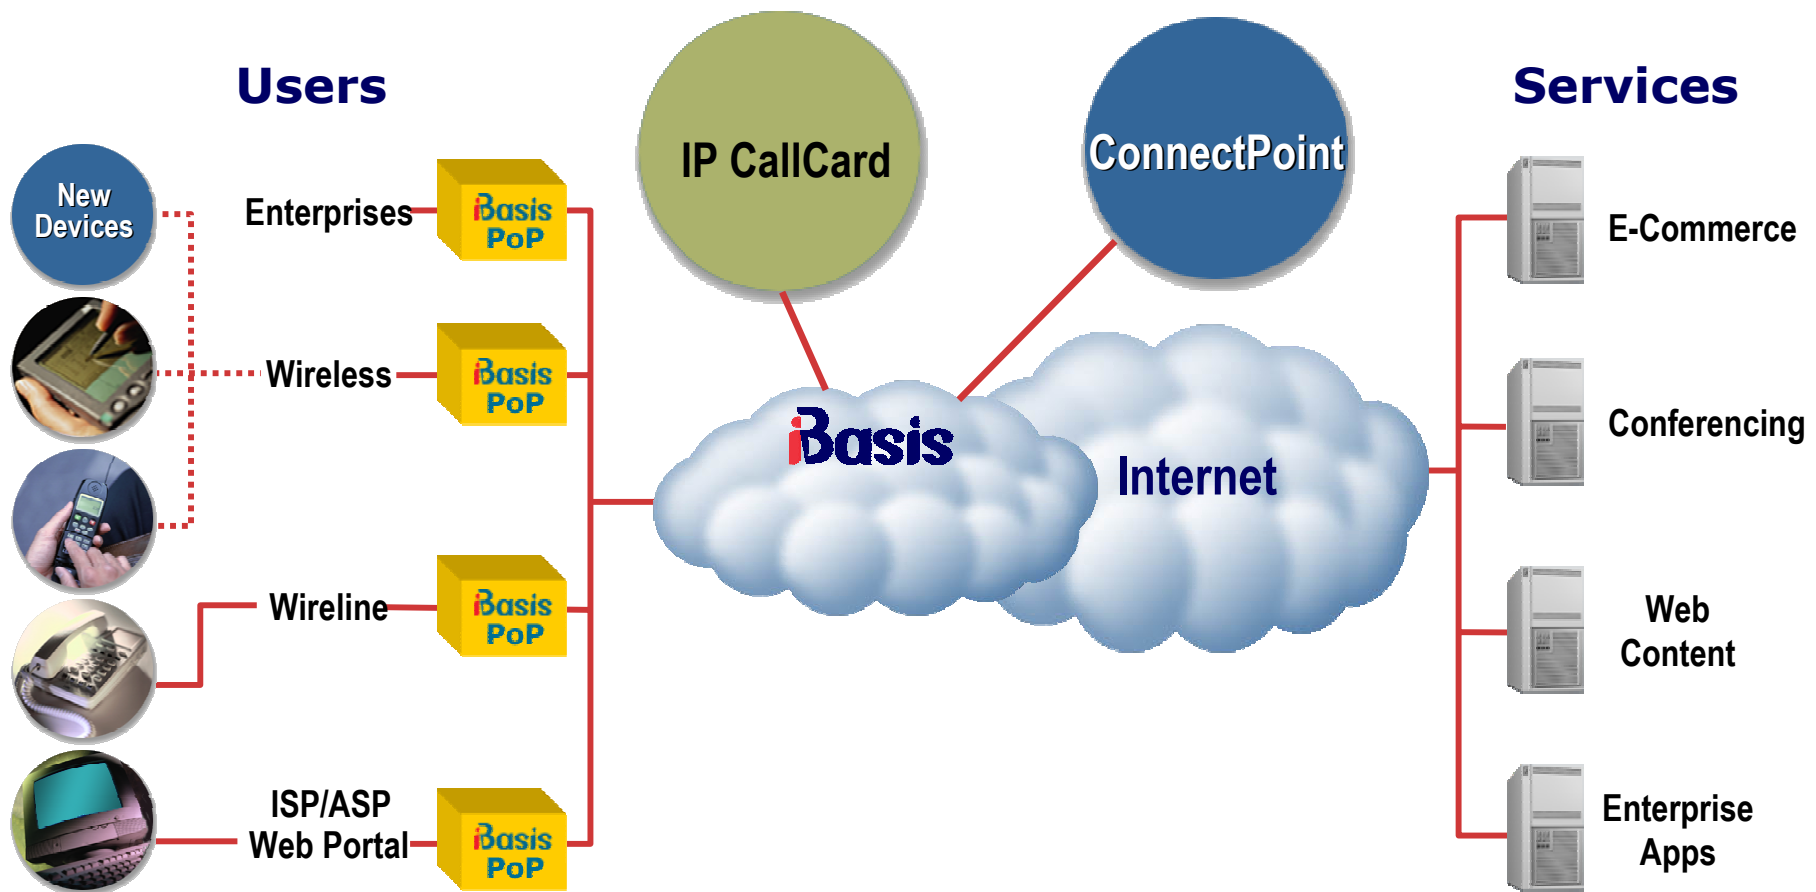 Users
Services
IP CallCard
ConnectPoint
New
Devices
Enterprises
iBasis
PoP
E-Commerce
Wireless
iBasis
PoP
iBasis
Internet
Conferencing
Wireline
iBasis
PoP
Web
Content
ISP/ASP
Web Portal
iBasis
PoP
Enterprise
Apps